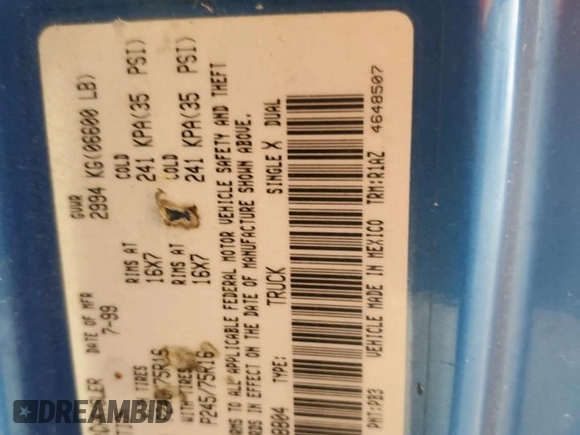 DATE OF MFR GVWR
7-99 2994 KG(06600 LB)
TIRES RIMS AT COLD
16X7 241 KPA(35 PSI)
WITH TIRES RIMS AT COLD
P245/75R16 16X7 241 KPA(35 PSI)
TO ALL APPLICABLE FEDERAL MOTOR VEHICLE SAFETY AND THEFT
IN EFFECT ON THE DATE OF MANUFACTURE SHOWN ABOVE.
TYPE: TRUCK SINGLE X DUAL
PNT:PB3 VEHICLE MADE IN MEXICO TRM:R1AZ 4648507
DREAMBID